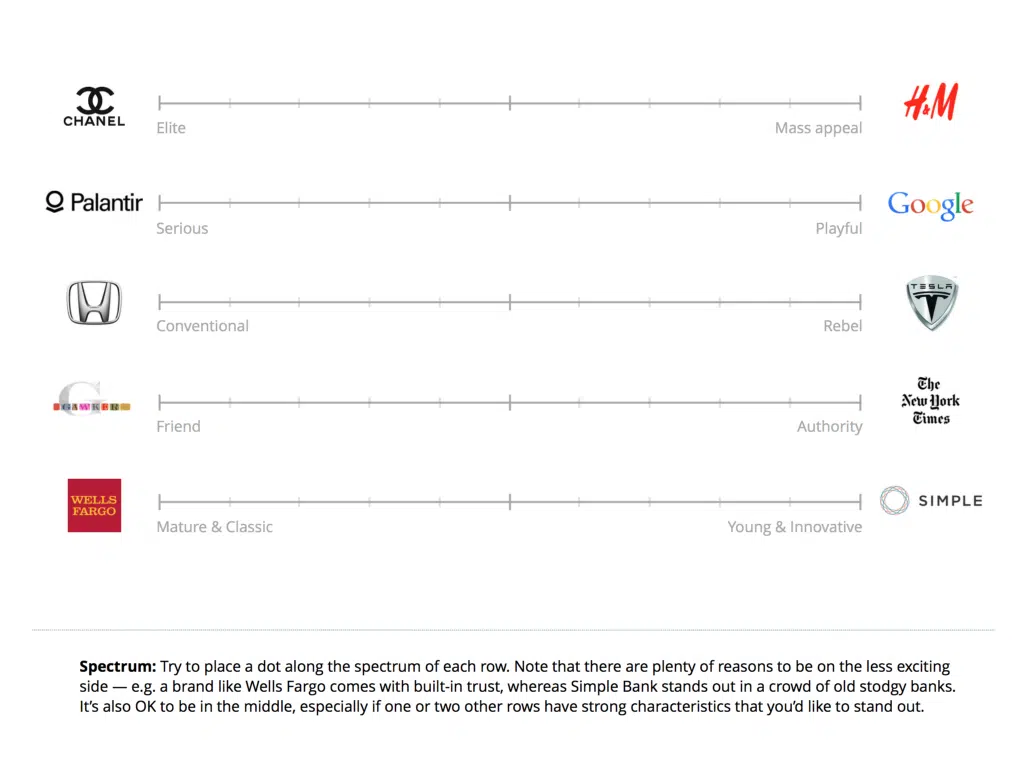 CHANEL
Elite
Mass appeal
H&M
Palantir
Serious
Playful
Google
Conventional
Rebel
TESLA
G
GAWKER
Friend
Authority
The
New York
Times
WELLS
FARGO
Mature & Classic
Young & Innovative
SIMPLE
Spectrum: Try to place a dot along the spectrum of each row. Note that there are plenty of reasons to be on the less exciting
side — e.g. a brand like Wells Fargo comes with built-in trust, whereas Simple Bank stands out in a crowd of old stodgy banks.
It’s also OK to be in the middle, especially if one or two other rows have strong characteristics that you’d like to stand out.